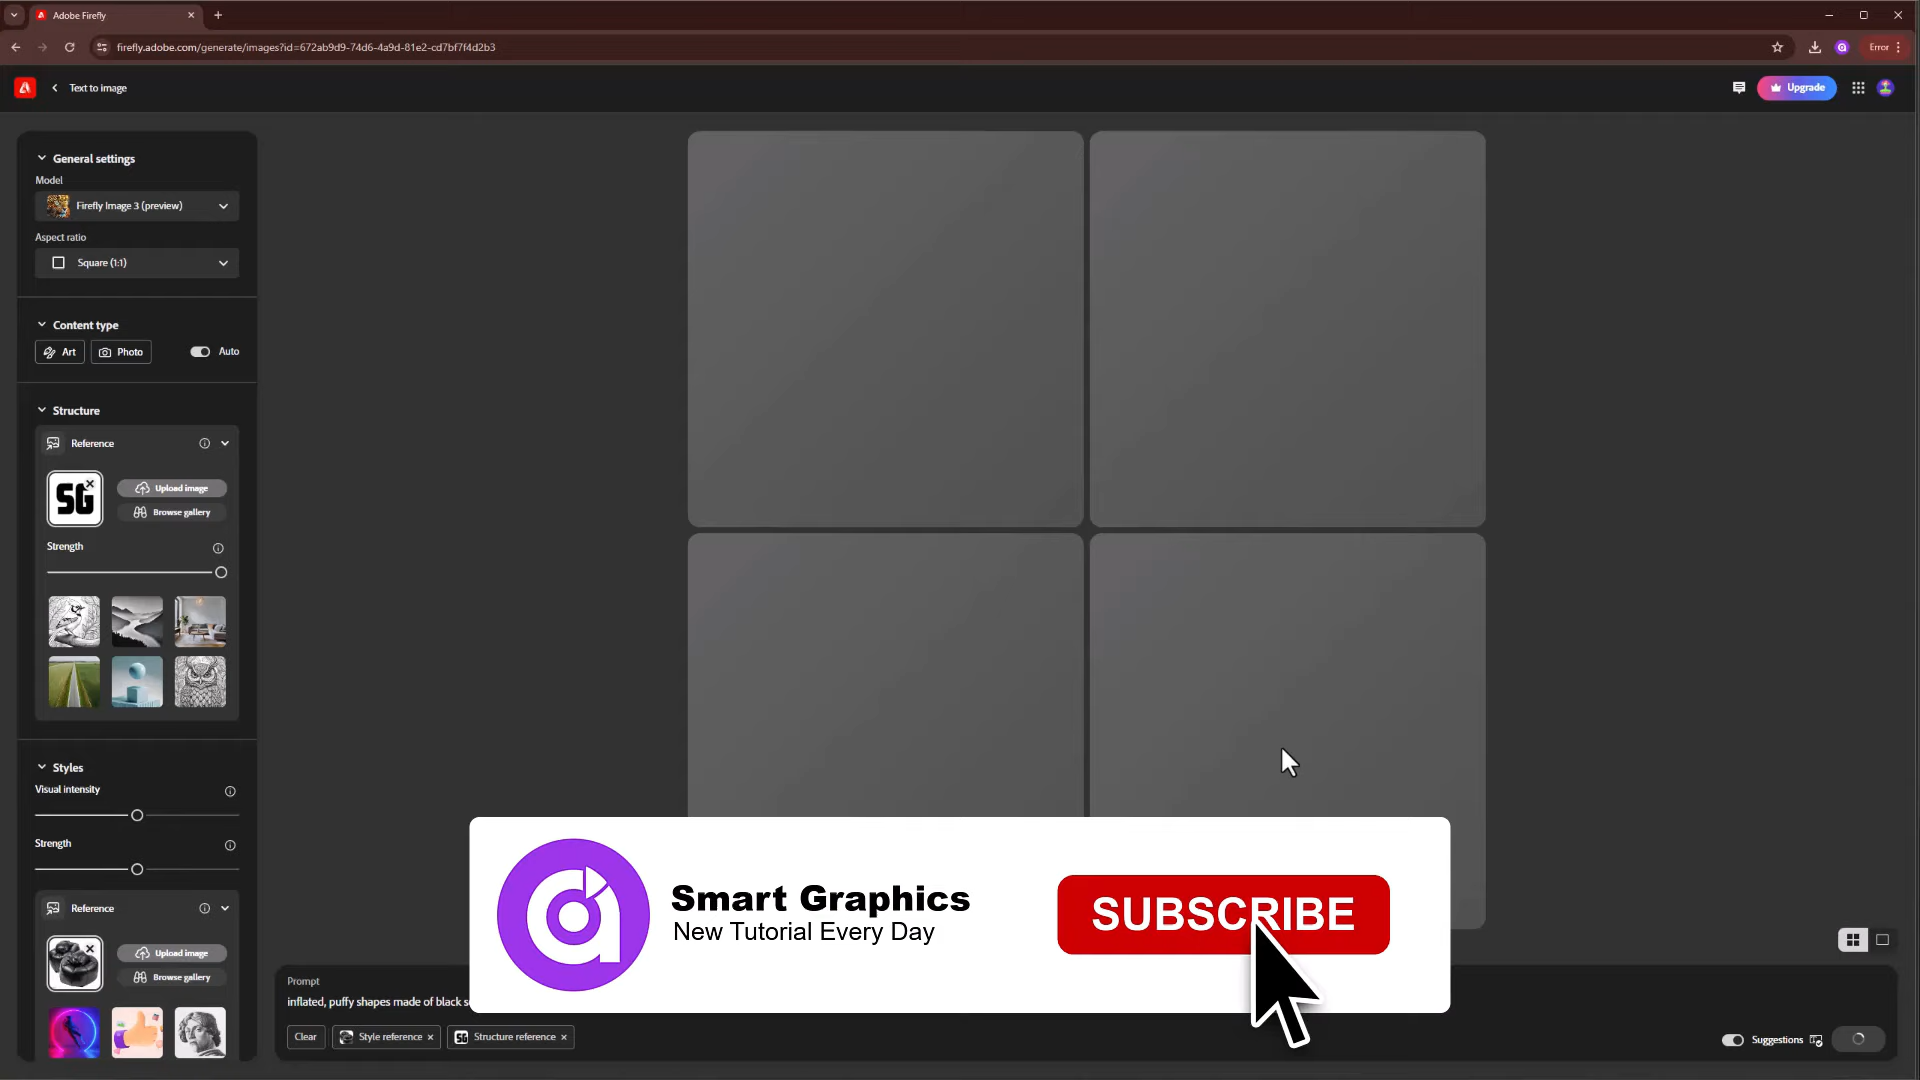 Adobe Firefly
firefly.adobe.com/generate/images?id=672ab9d9-74d6-4a9d-81e2-cd7bf7f4d2b3
Error
Text to image
Upgrade
General settings
Model
Firefly Image 3 (preview)
Aspect ratio
Square (1:1)
Content type
Art
Photo
Auto
Structure
Reference
SG
Upload image
Browse gallery
Strength
Styles
Visual intensity
Strength
Reference
Upload image
Browse gallery
Smart Graphics
New Tutorial Every Day
SUBSCRIBE
Prompt
inflated, puffy shapes made of black
Clear
Style reference
SG
Structure reference
Suggestions